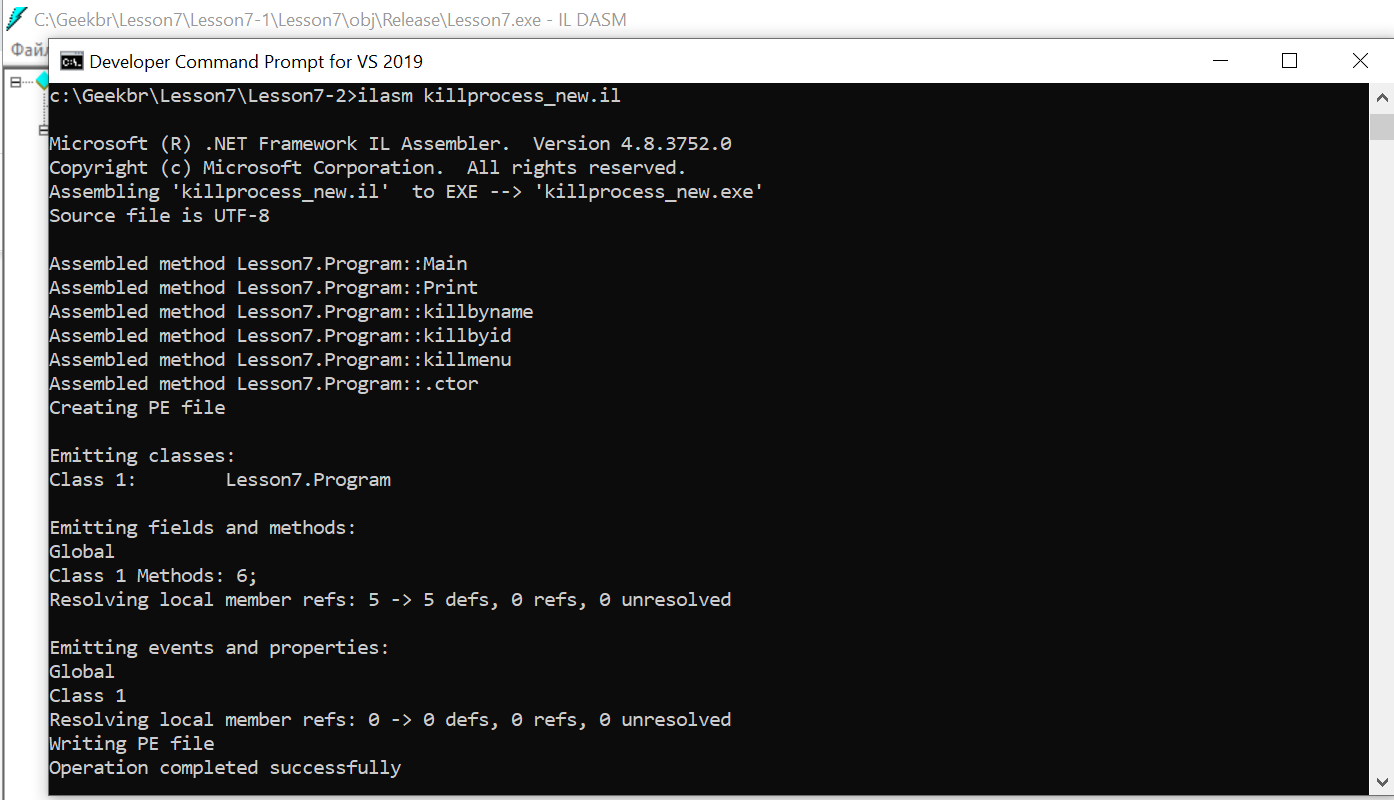 C:\Geekbr\Lesson7\Lesson7-1\Lesson7\obj\Release\Lesson7.exe - IL DASM
Файл
Developer Command Prompt for VS 2019
c:\Geekbr\Lesson7\Lesson7-2>ilasm killprocess_new.il
Microsoft (R) .NET Framework IL Assembler.  Version 4.8.3752.0
Copyright (c) Microsoft Corporation.  All rights reserved.
Assembling 'killprocess_new.il'  to EXE --> 'killprocess_new.exe'
Source file is UTF-8
Assembled method Lesson7.Program::Main
Assembled method Lesson7.Program::Print
Assembled method Lesson7.Program::killbyname
Assembled method Lesson7.Program::killbyid
Assembled method Lesson7.Program::killmenu
Assembled method Lesson7.Program::.ctor
Creating PE file
Emitting classes:
Class 1:        Lesson7.Program
Emitting fields and methods:
Global
Class 1 Methods: 6;
Resolving local member refs: 5 -> 5 defs, 0 refs, 0 unresolved
Emitting events and properties:
Global
Class 1
Resolving local member refs: 0 -> 0 defs, 0 refs, 0 unresolved
Writing PE file
Operation completed successfully